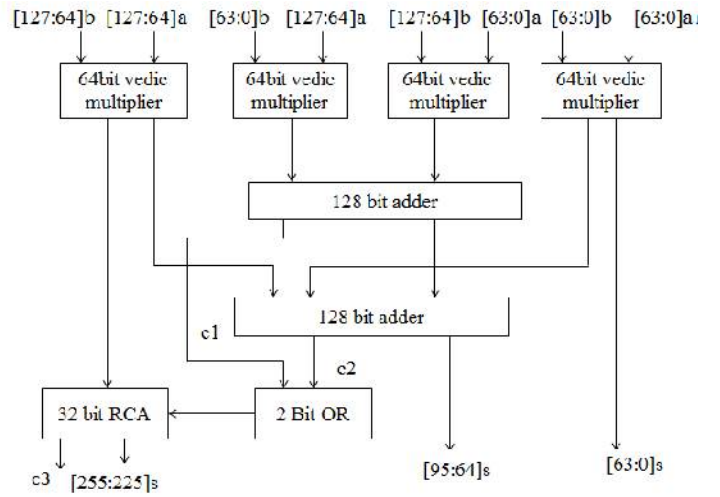 [127:64]b [127:64]a [63:0]b [127:64]a [127:64]b [63:0]a [63:0]b [63:0]a
64bit vedic multiplier
64bit vedic multiplier
64bit vedic multiplier
64bit vedic multiplier
128 bit adder
128 bit adder
c1
c2
32 bit RCA
2 Bit OR
c3
[255:225]s
[95:64]s
[63:0]s